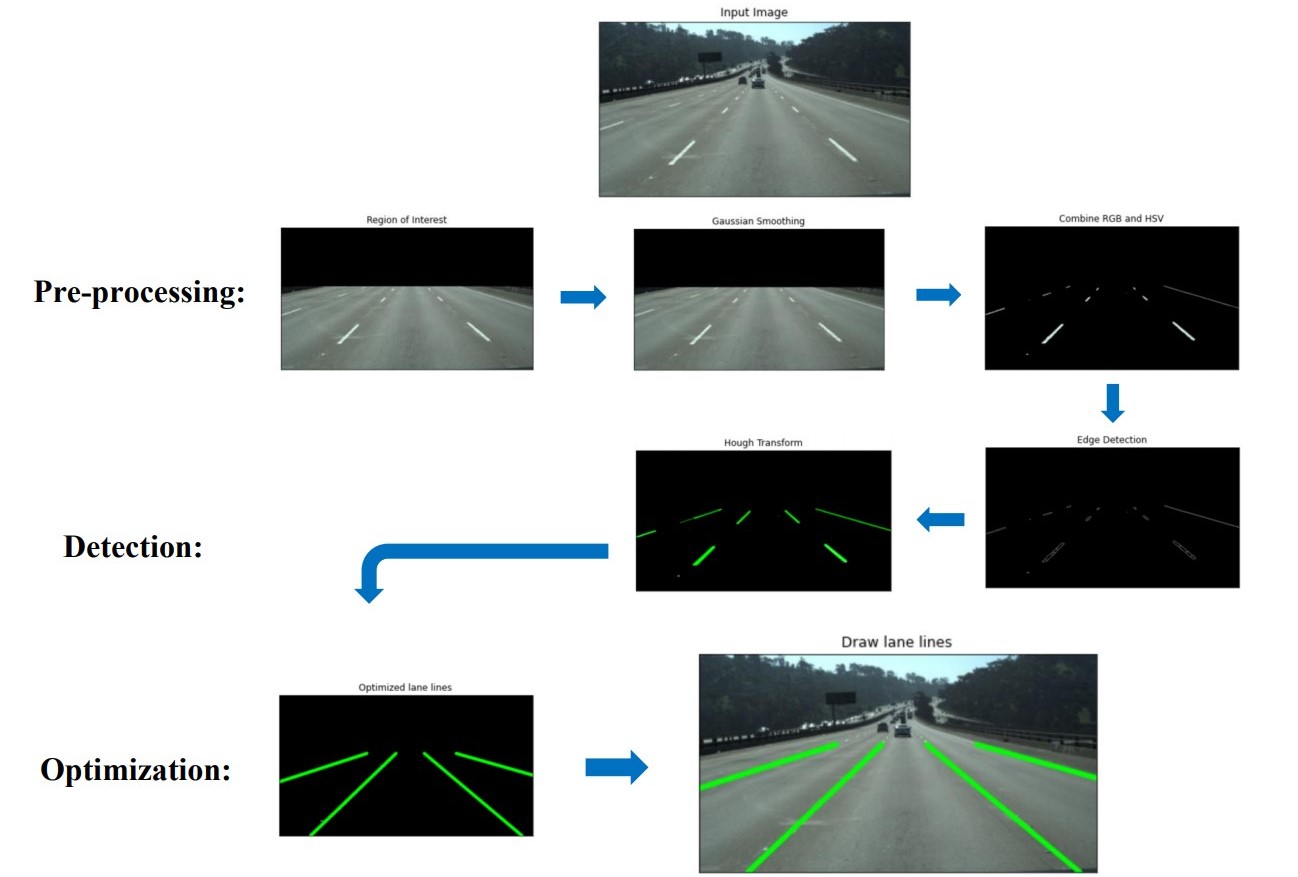 Input Image
Region of Interest
Gaussian Smoothing
Combine RGB and HSV
Pre-processing:
Hough Transform
Edge Detection
Detection:
Draw lane lines
Optimized lane lines
Optimization: